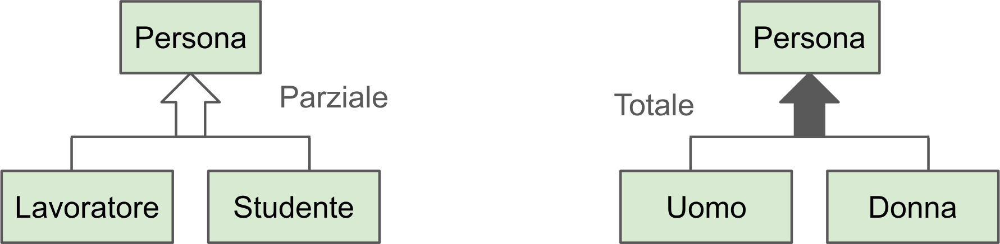 Persona
Parziale
Lavoratore
Studente
Persona
Totale
Uomo
Donna